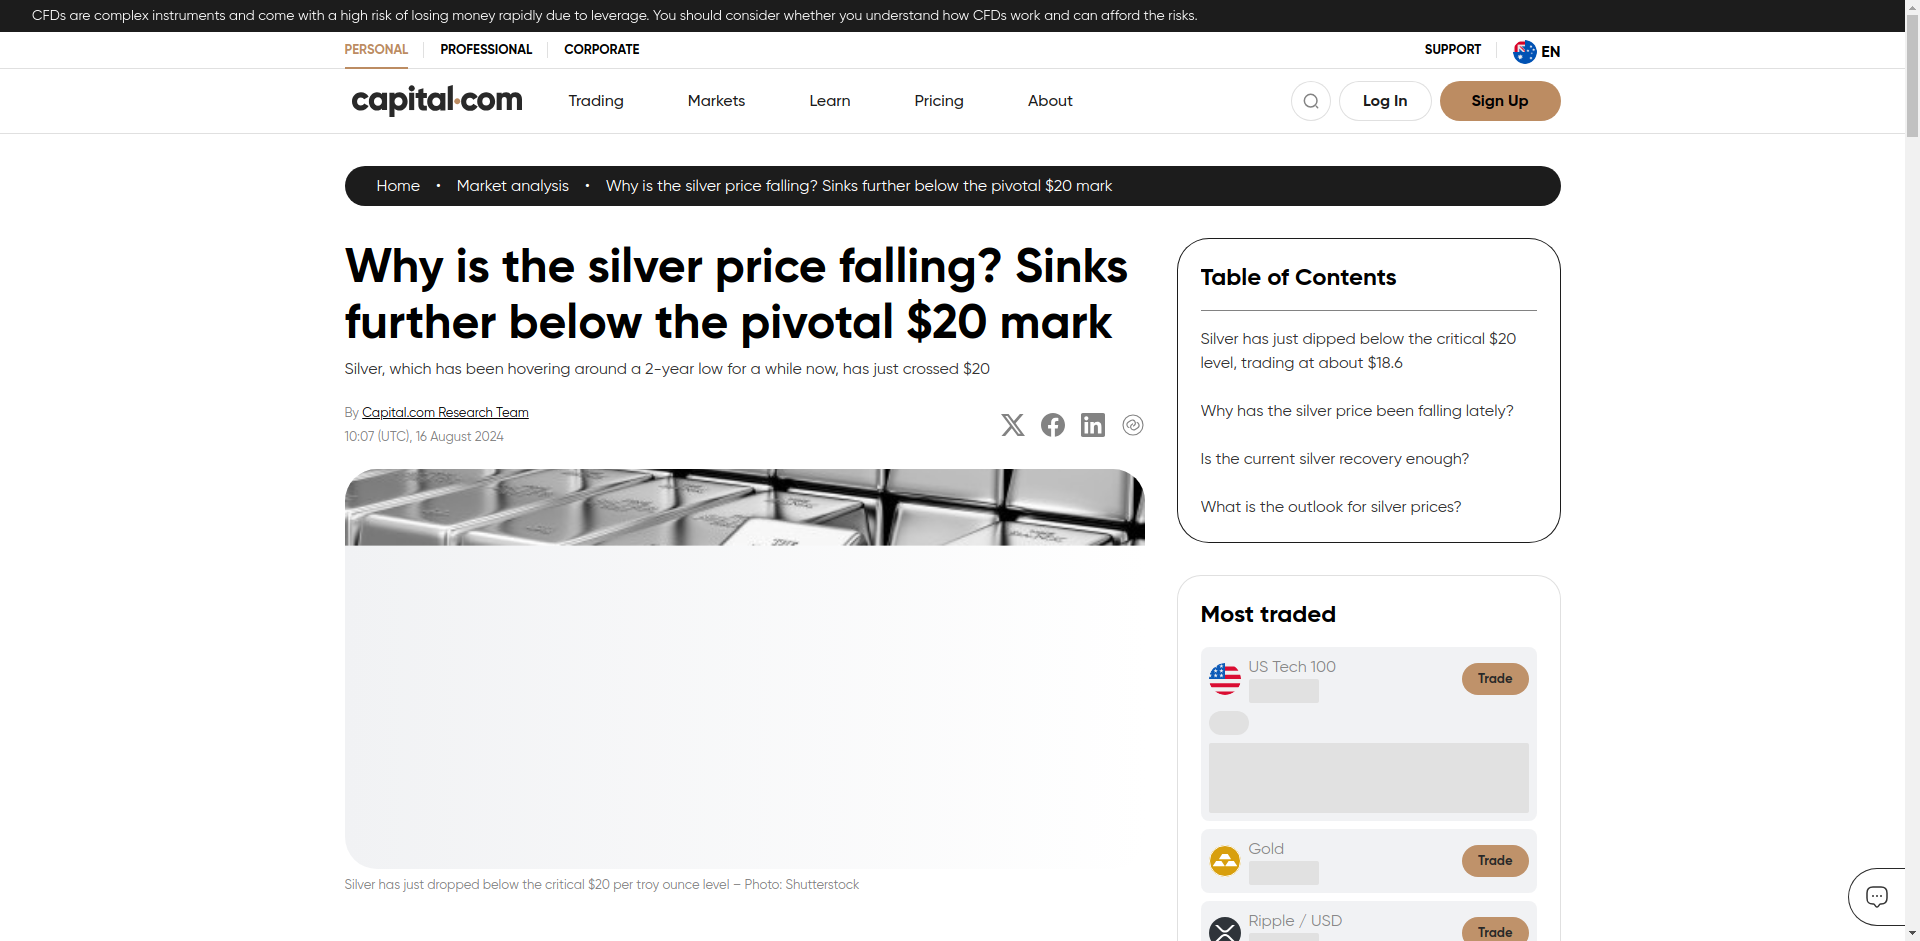 CFDs are complex instruments and come with a high risk of losing money rapidly due to leverage. You should consider whether you understand how CFDs work and can afford the risks.
PERSONAL
PROFESSIONAL
CORPORATE
SUPPORT
EN
capital.com
Trading
Markets
Learn
Pricing
About
Log In
Sign Up
Home • Market analysis • Why is the silver price falling? Sinks further below the pivotal $20 mark
Why is the silver price falling? Sinks
further below the pivotal $20 mark
Silver, which has been hovering around a 2-year low for a while now, has just crossed $20
By Capital.com Research Team
10:07 (UTC), 16 August 2024
Silver has just dropped below the critical $20 per troy ounce level – Photo: Shutterstock
Table of Contents
Silver has just dipped below the critical $20
level, trading at about $18.6
Why has the silver price been falling lately?
Is the current silver recovery enough?
What is the outlook for silver prices?
Most traded
US Tech 100
Trade
Gold
Trade
Ripple / USD
Trade